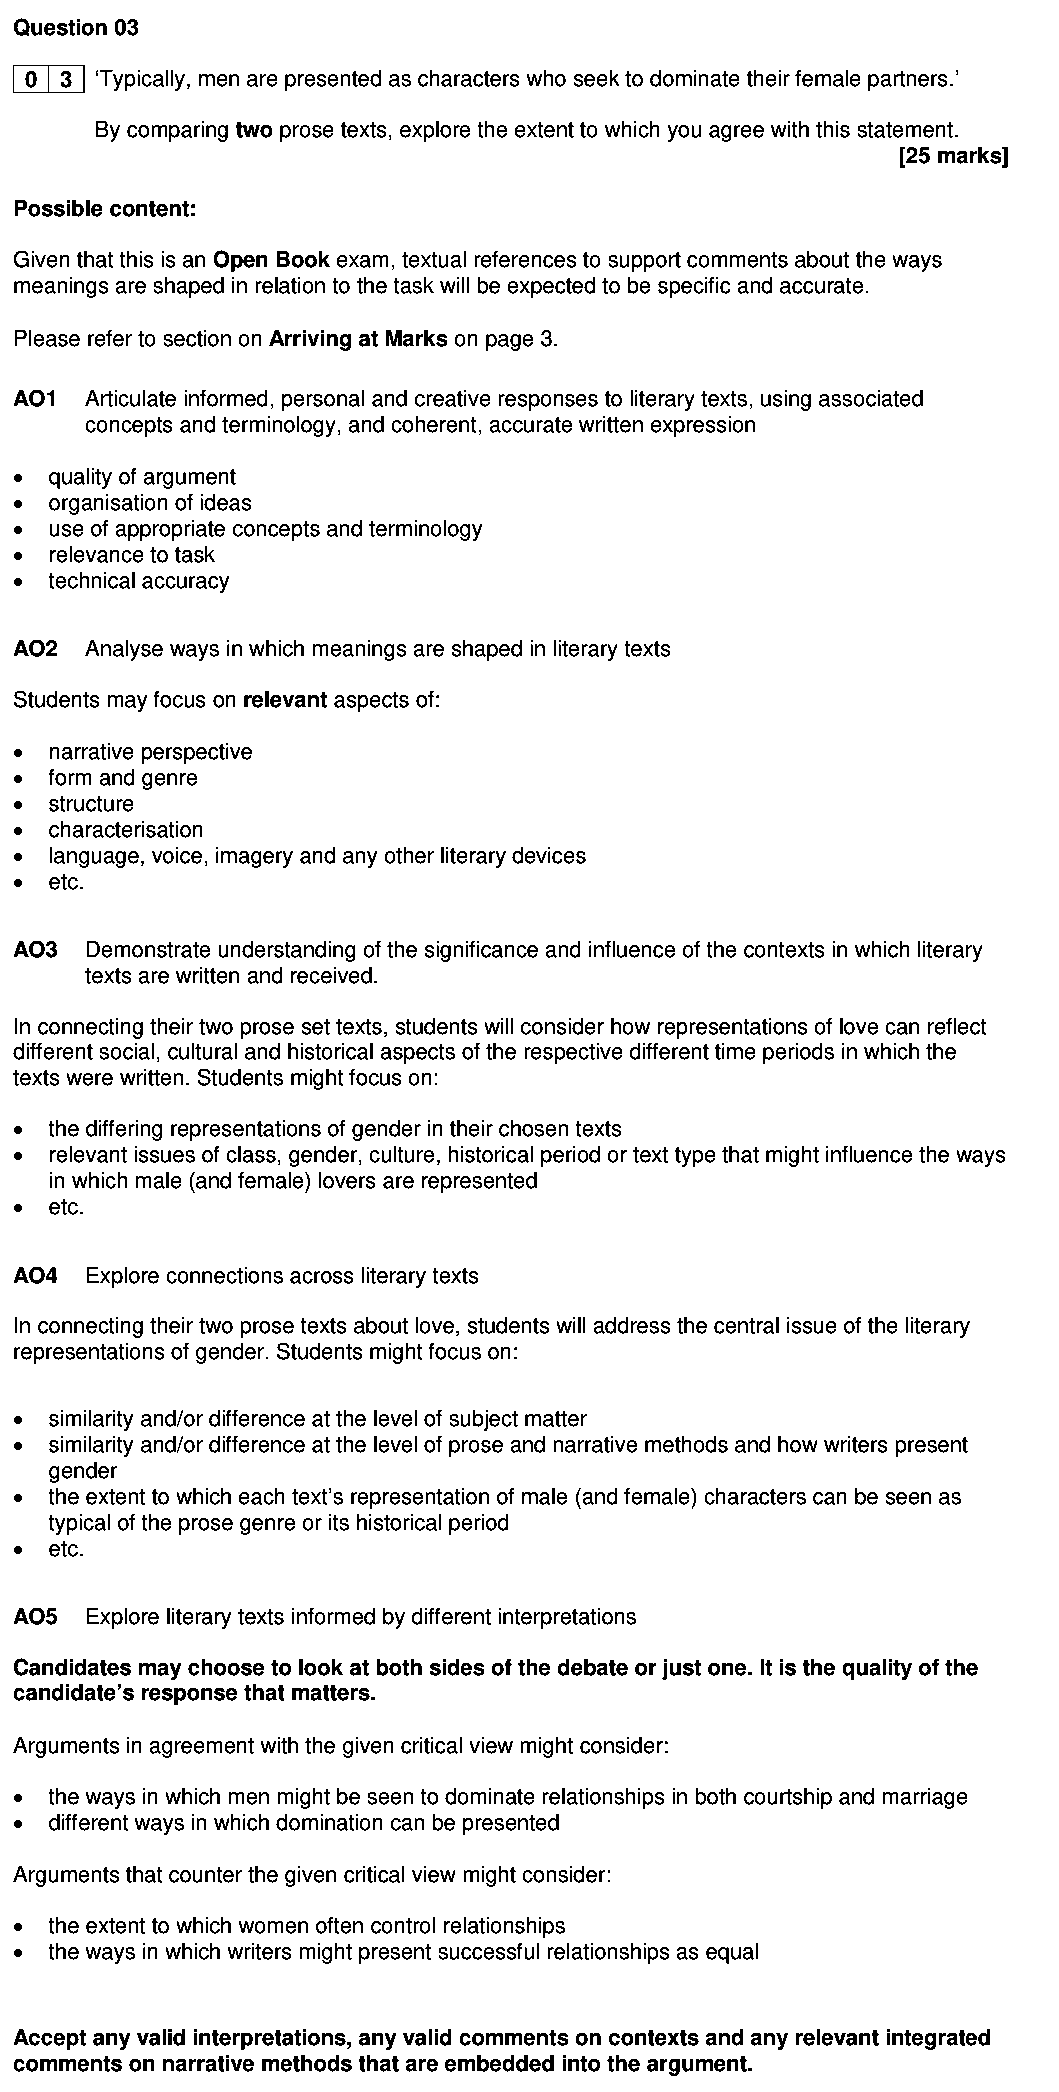 Question 03
0 3 ‘Typically, men are presented as characters who seek to dominate their female partners.’
By comparing two prose texts, explore the extent to which you agree with this statement.
[25 marks]
Possible content:
Given that this is an Open Book exam, textual references to support comments about the ways
meanings are shaped in relation to the task will be expected to be specific and accurate.
Please refer to section on Arriving at Marks on page 3.
AO1 Articulate informed, personal and creative responses to literary texts, using associated
concepts and terminology, and coherent, accurate written expression
• quality of argument
• organisation of ideas
• use of appropriate concepts and terminology
• relevance to task
• technical accuracy
AO2 Analyse ways in which meanings are shaped in literary texts
Students may focus on relevant aspects of:
• narrative perspective
• form and genre
• structure
• characterisation
• language, voice, imagery and any other literary devices
• etc.
AO3 Demonstrate understanding of the significance and influence of the contexts in which literary
texts are written and received.
In connecting their two prose set texts, students will consider how representations of love can reflect
different social, cultural and historical aspects of the respective different time periods in which the
texts were written. Students might focus on:
• the differing representations of gender in their chosen texts
• relevant issues of class, gender, culture, historical period or text type that might influence the ways
in which male (and female) lovers are represented
• etc.
AO4 Explore connections across literary texts
In connecting their two prose texts about love, students will address the central issue of the literary
representations of gender. Students might focus on:
• similarity and/or difference at the level of subject matter
• similarity and/or difference at the level of prose and narrative methods and how writers present
gender
• the extent to which each text’s representation of male (and female) characters can be seen as
typical of the prose genre or its historical period
• etc.
AO5 Explore literary texts informed by different interpretations
Candidates may choose to look at both sides of the debate or just one. It is the quality of the
candidate’s response that matters.
Arguments in agreement with the given critical view might consider:
• the ways in which men might be seen to dominate relationships in both courtship and marriage
• different ways in which domination can be presented
Arguments that counter the given critical view might consider:
• the extent to which women often control relationships
• the ways in which writers might present successful relationships as equal
Accept any valid interpretations, any valid comments on contexts and any relevant integrated
comments on narrative methods that are embedded into the argument.